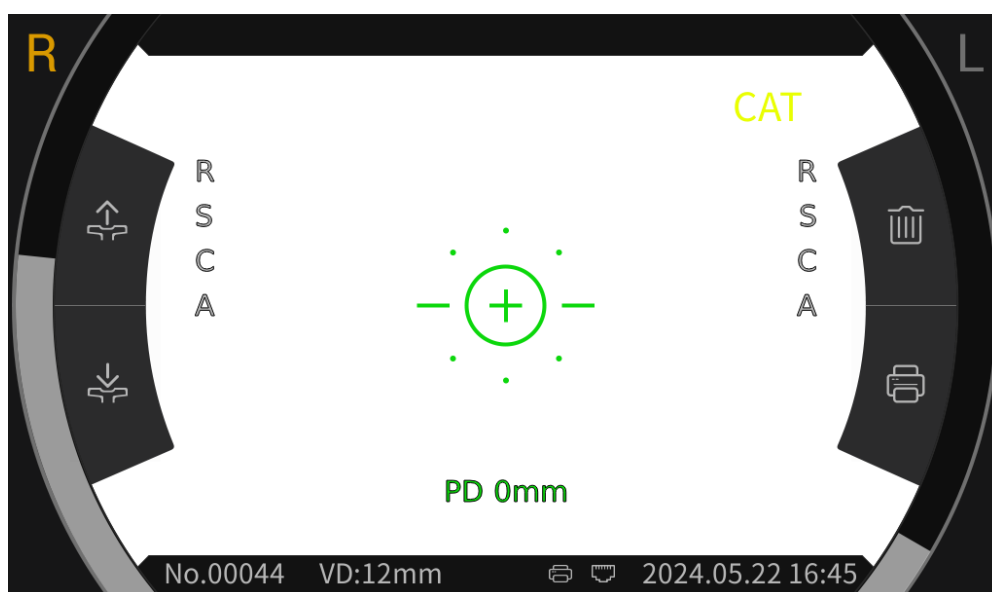 R L
CAT
R R
S S
C C
A A
PD 0mm
No.00044 VD:12mm 2024.05.22 16:45